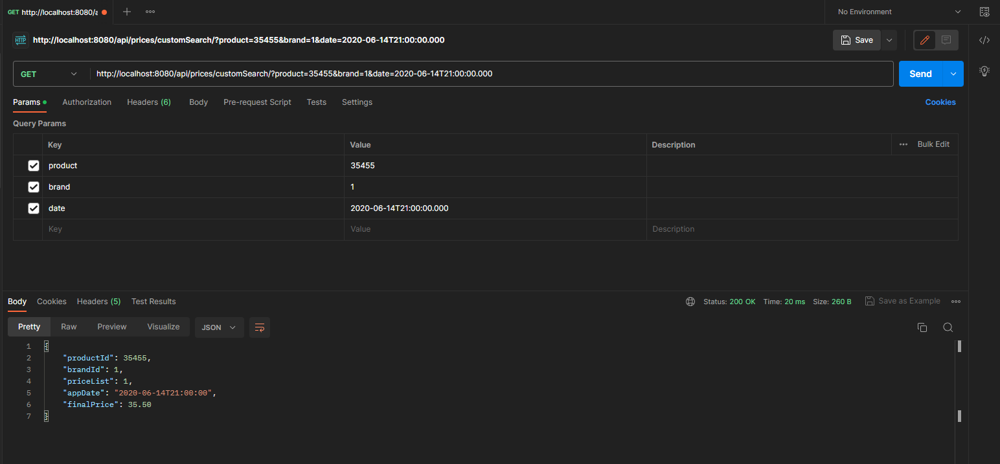 GET http://localhost:8080/a
No Environment
HTTP http://localhost:8080/api/prices/customSearch/?product=35455&brand=1&date=2020-06-14T21:00:00.000
Save
GET http://localhost:8080/api/prices/customSearch/?product=35455&brand=1&date=2020-06-14T21:00:00.000
Send
Params Authorization Headers (6) Body Pre-request Script Tests Settings Cookies
Query Params
Key Value Description Bulk Edit
product 35455
brand 1
date 2020-06-14T21:00:00.000
Key Value Description
Body Cookies Headers (5) Test Results Status: 200 OK Time: 20 ms Size: 260 B Save as Example
Pretty Raw Preview Visualize JSON
1 {
2 "productId": 35455,
3 "brandId": 1,
4 "priceList": 1,
5 "appDate": "2020-06-14T21:00:00",
6 "finalPrice": 35.50
7 }